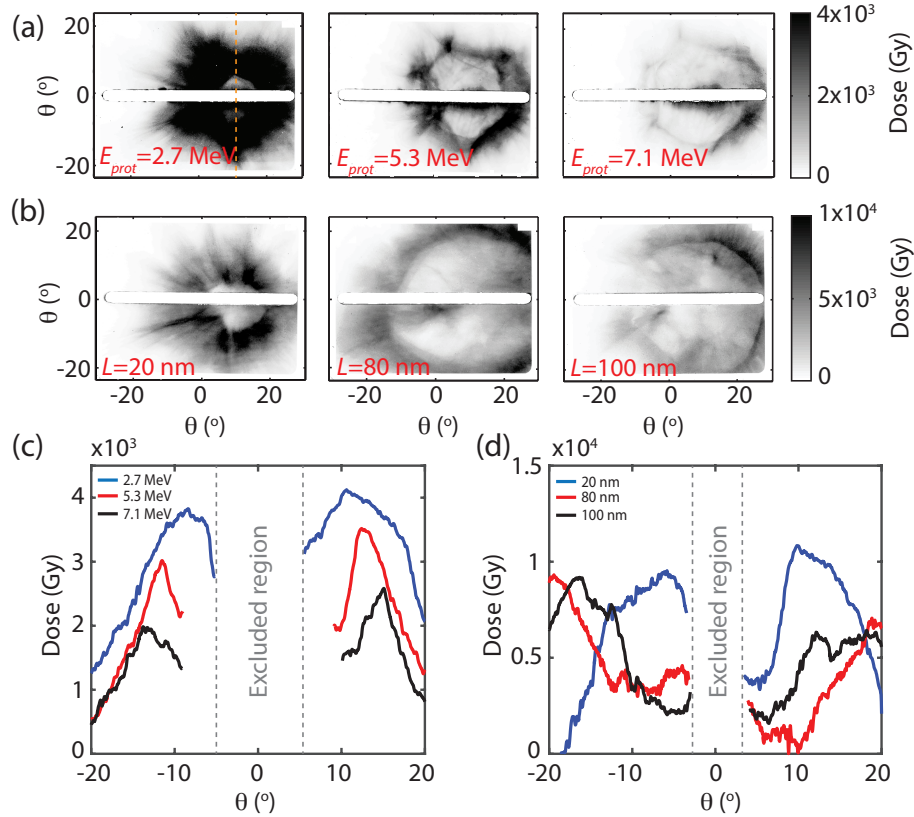 (a)
20
0
-20
θ (°)
E_prot=2.7 MeV
E_prot=5.3 MeV
E_prot=7.1 MeV
4x10³
2x10³
0
Dose (Gy)
(b)
20
0
-20
θ (°)
L=20 nm
L=80 nm
L=100 nm
1x10⁴
5x10³
0
Dose (Gy)
-20 0 20
-20 0 20
-20 0 20
θ (°)
θ (°)
θ (°)
(c)
x10³
4
3
2
1
0
Dose (Gy)
2.7 MeV
5.3 MeV
7.1 MeV
Excluded region
-20 -10 0 10 20
θ (°)
(d)
x10⁴
1.5
1.0
0.5
0
Dose (Gy)
20 nm
80 nm
100 nm
Excluded region
-20 -10 0 10 20
θ (°)